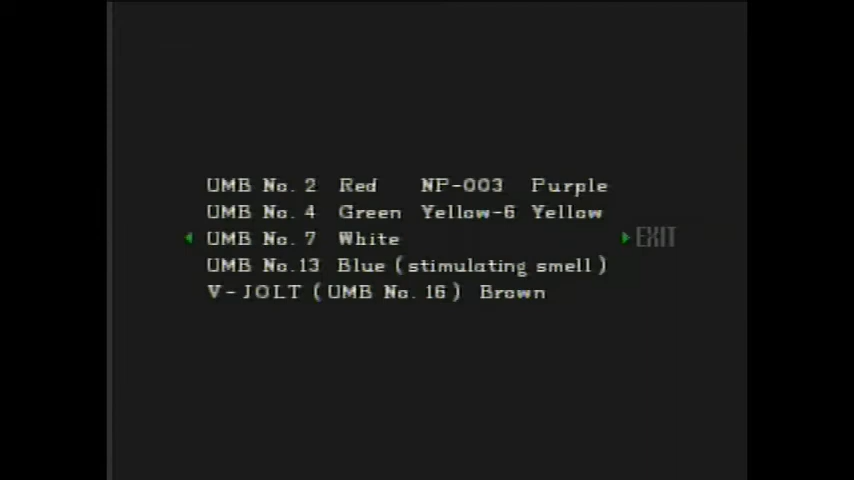 UMB No. 2 Red NP-003 Purple
UMB No. 4 Green Yellow-6 Yellow
UMB No. 7 White
EXIT
UMB No.13 Blue (stimulating smell)
V-JOLT (UMB No. 16) Brown